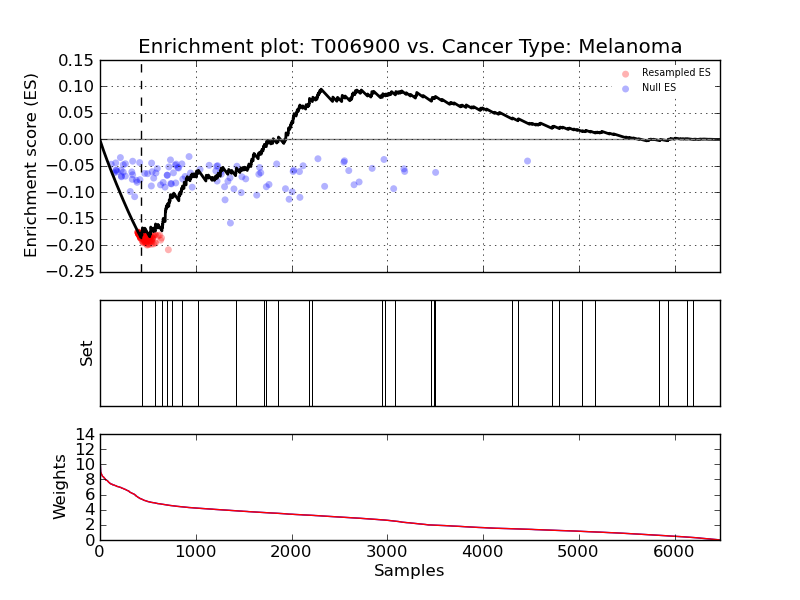 Enrichment plot: T006900 vs. Cancer Type: Melanoma
Enrichment score (ES)
0.15
0.10
0.05
0.00
−0.05
−0.10
−0.15
−0.20
−0.25
Resampled ES
Null ES
Set
Weights
14
12
10
8
6
4
2
0
0 1000 2000 3000 4000 5000 6000
Samples